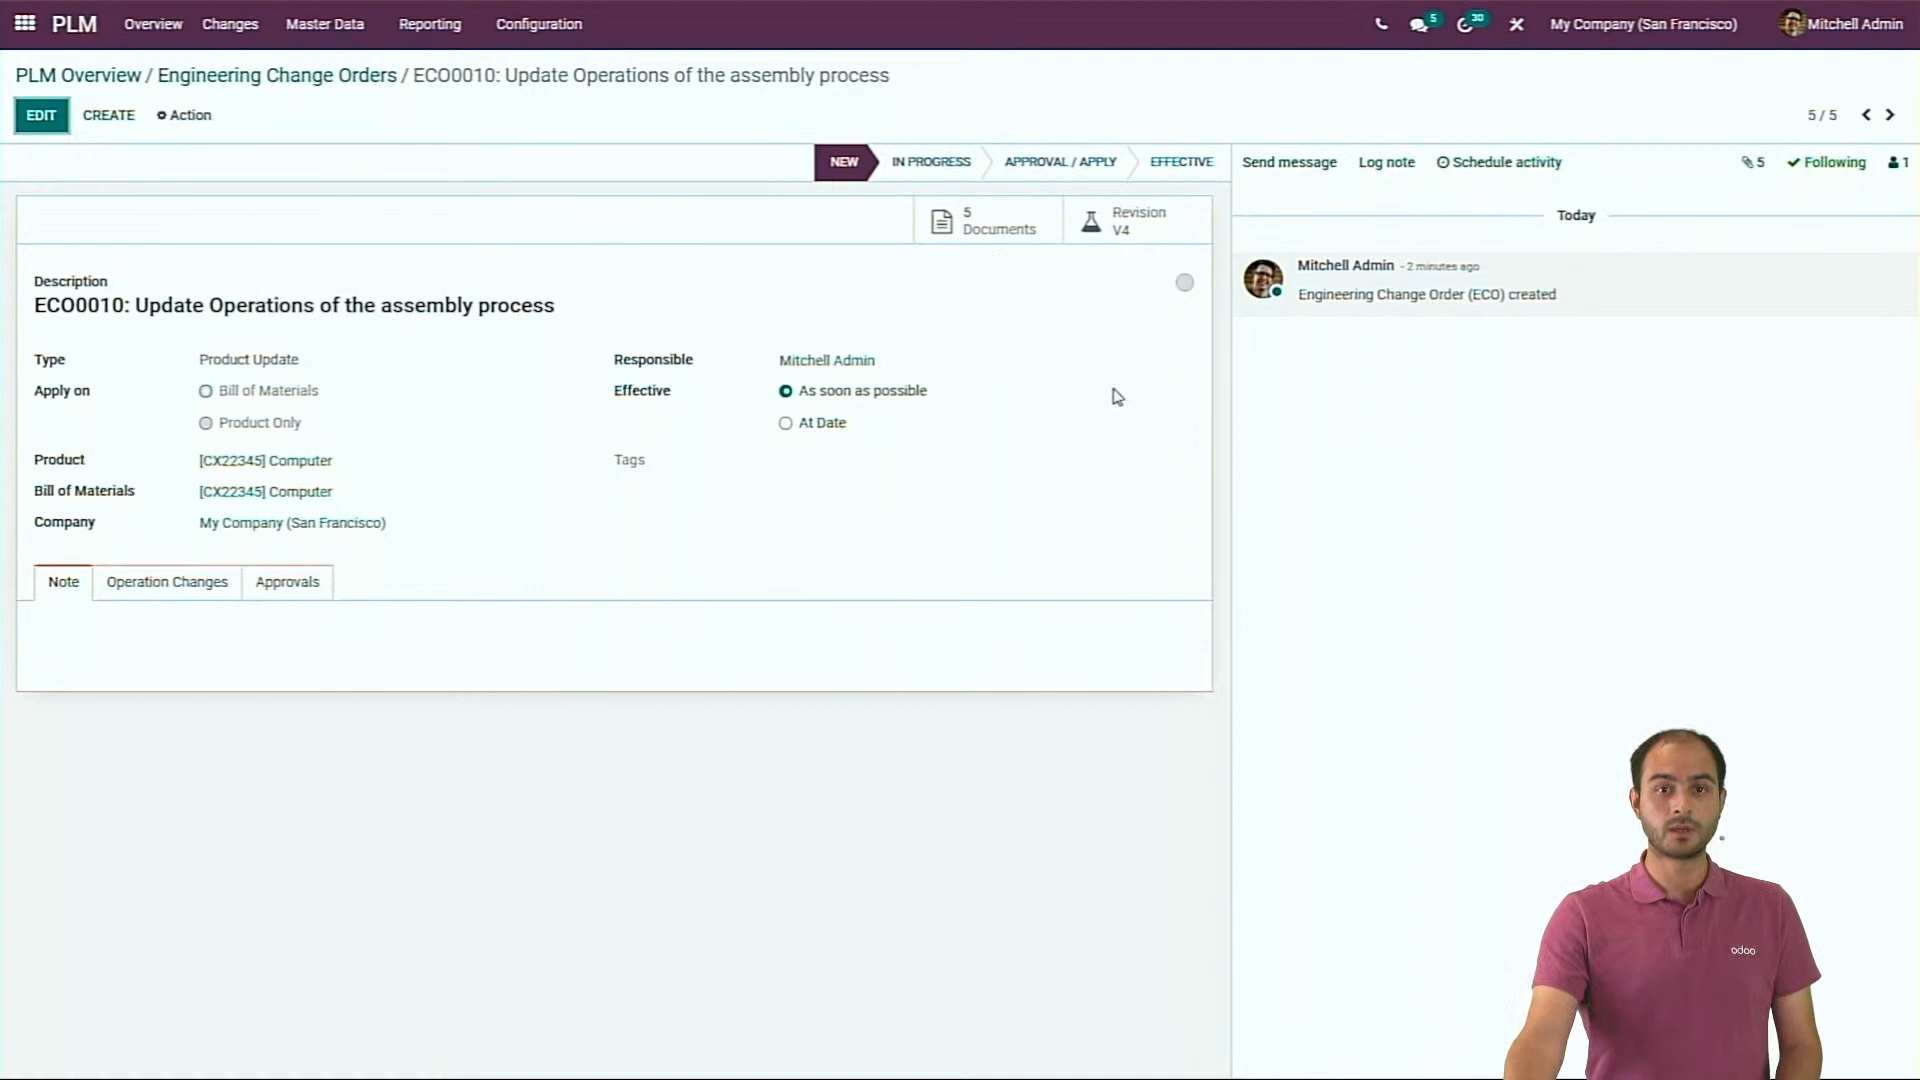 PLM Overview Changes Master Data Reporting Configuration 5 30 My Company (San Francisco) Mitchell Admin
PLM Overview / Engineering Change Orders / ECO0010: Update Operations of the assembly process
EDIT CREATE Action 5 / 5
NEW IN PROGRESS APPROVAL / APPLY EFFECTIVE Send message Log note Schedule activity 5 Following 1
5 Documents
Revision V4
Today
Description
ECO0010: Update Operations of the assembly process
Mitchell Admin - 2 minutes ago
Engineering Change Order (ECO) created
Type Product Update Responsible Mitchell Admin
Apply on Bill of Materials Effective As soon as possible
Product Only At Date
Product [CX22345] Computer Tags
Bill of Materials [CX22345] Computer
Company My Company (San Francisco)
Note Operation Changes Approvals
odoo